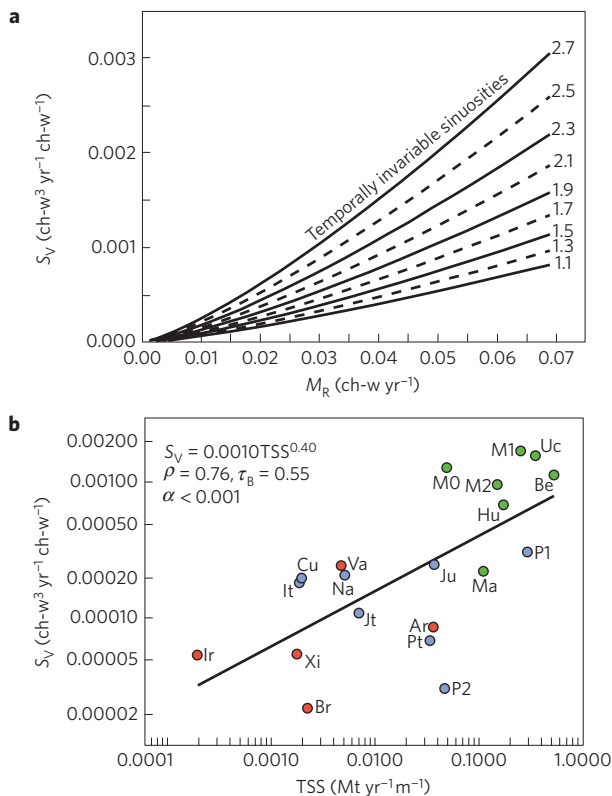 a
0.003
0.002
0.001
0.000
S_V (ch-w³ yr⁻¹ ch-w⁻¹)
Temporally invariable sinuosities
2.7
2.5
2.3
2.1
1.9
1.7
1.5
1.3
1.1
0.00 0.01 0.02 0.03 0.04 0.05 0.06 0.07
M_R (ch-w yr⁻¹)
b
0.00200
0.00100
0.00050
0.00020
0.00010
0.00005
0.00002
S_V (ch-w³ yr⁻¹ ch-w⁻¹)
S_V = 0.0010TSS^0.40
ρ = 0.76, τ_B = 0.55
α < 0.001
M1 Uc
M0 M2 Be
Hu
Cu Va
It Na Ju P1
Jt Ma
Ar
Ir Xi Pt
Br P2
0.0001 0.0010 0.0100 0.1000 1.0000
TSS (Mt yr⁻¹m⁻¹)